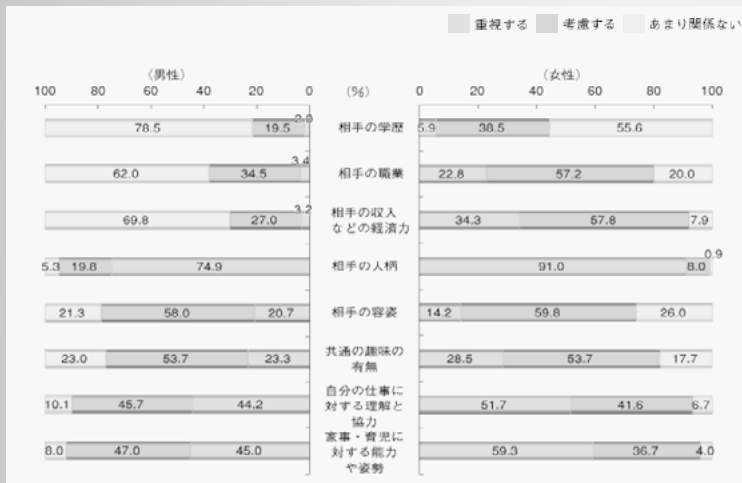 重視する 考慮する あまり関係ない
（男性） （女性）
100 80 60 40 20 0 (%) 0 20 40 60 80 100
78.5 19.5 2.0 相手の学歴 5.9 38.5 55.6
62.0 34.5 3.4 相手の職業 22.8 57.2 20.0
69.8 27.0 3.2 相手の収入
などの経済力 34.3 57.8 7.9
5.3 19.8 74.9 相手の人柄 91.0 8.0 0.9
21.3 58.0 20.7 相手の容姿 14.2 59.8 26.0
23.0 53.7 23.3 共通の趣味の
有無 28.5 53.7 17.7
10.1 45.7 44.2 自分の仕事に
対する理解と
協力 51.7 41.6 6.7
8.0 47.0 45.0 家事・育児に
対する能力
や姿勢 59.3 36.7 4.0